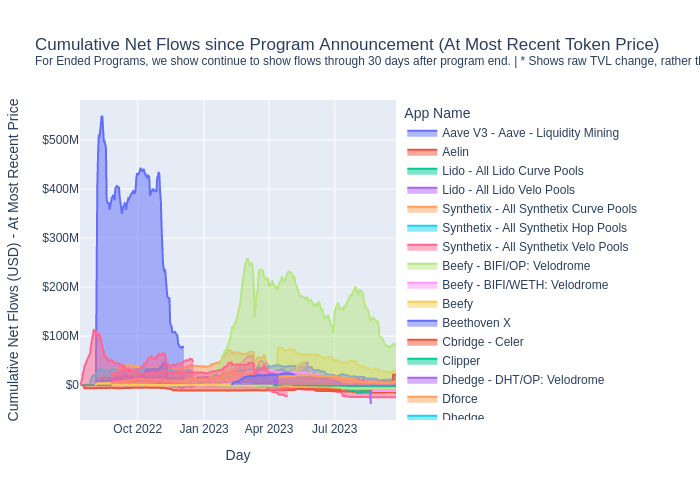 Cumulative Net Flows since Program Announcement (At Most Recent Token Price)
For Ended Programs, we show continue to show flows through 30 days after program end. | * Shows raw TVL change, rather
Cumulative Net Flows (USD) - At Most Recent Price
$500M
$400M
$300M
$200M
$100M
$0
Oct 2022
Jan 2023
Apr 2023
Jul 2023
Day
App Name
Aave V3 - Aave - Liquidity Mining
Aelin
Lido - All Lido Curve Pools
Lido - All Lido Velo Pools
Synthetix - All Synthetix Curve Pools
Synthetix - All Synthetix Hop Pools
Synthetix - All Synthetix Velo Pools
Beefy - BIFI/OP: Velodrome
Beefy - BIFI/WETH: Velodrome
Beefy
Beethoven X
Cbridge - Celer
Clipper
Dhedge - DHT/OP: Velodrome
Dforce
Dhedge